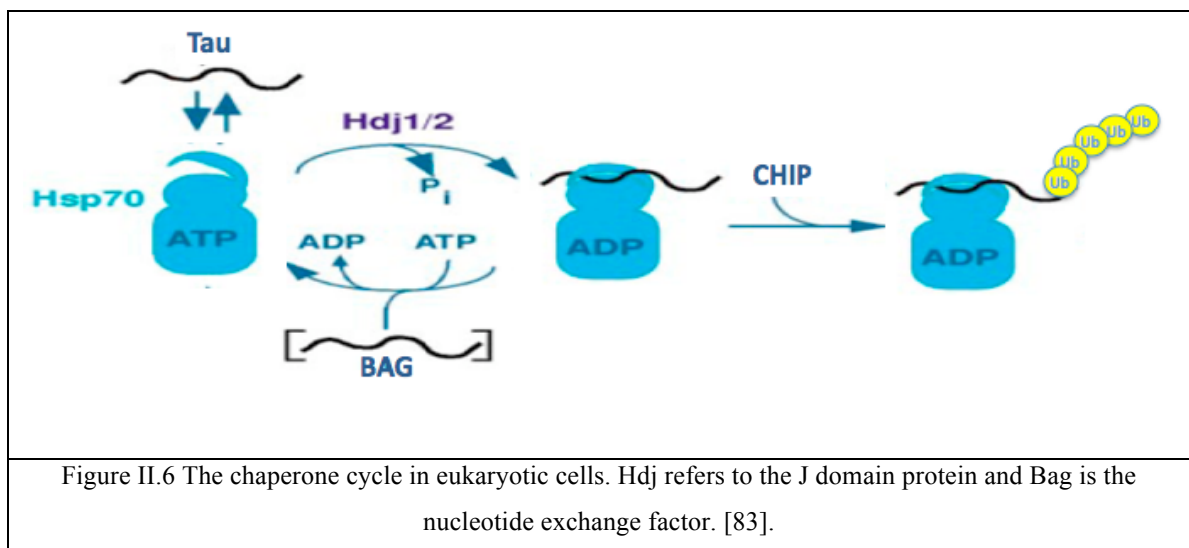 Tau
Hdj1/2
Hsp70
P i
ATP
ADP ATP
ADP
CHIP
ADP
Ub Ub Ub Ub Ub
BAG
Figure II.6 The chaperone cycle in eukaryotic cells. Hdj refers to the J domain protein and Bag is the
nucleotide exchange factor. [83].